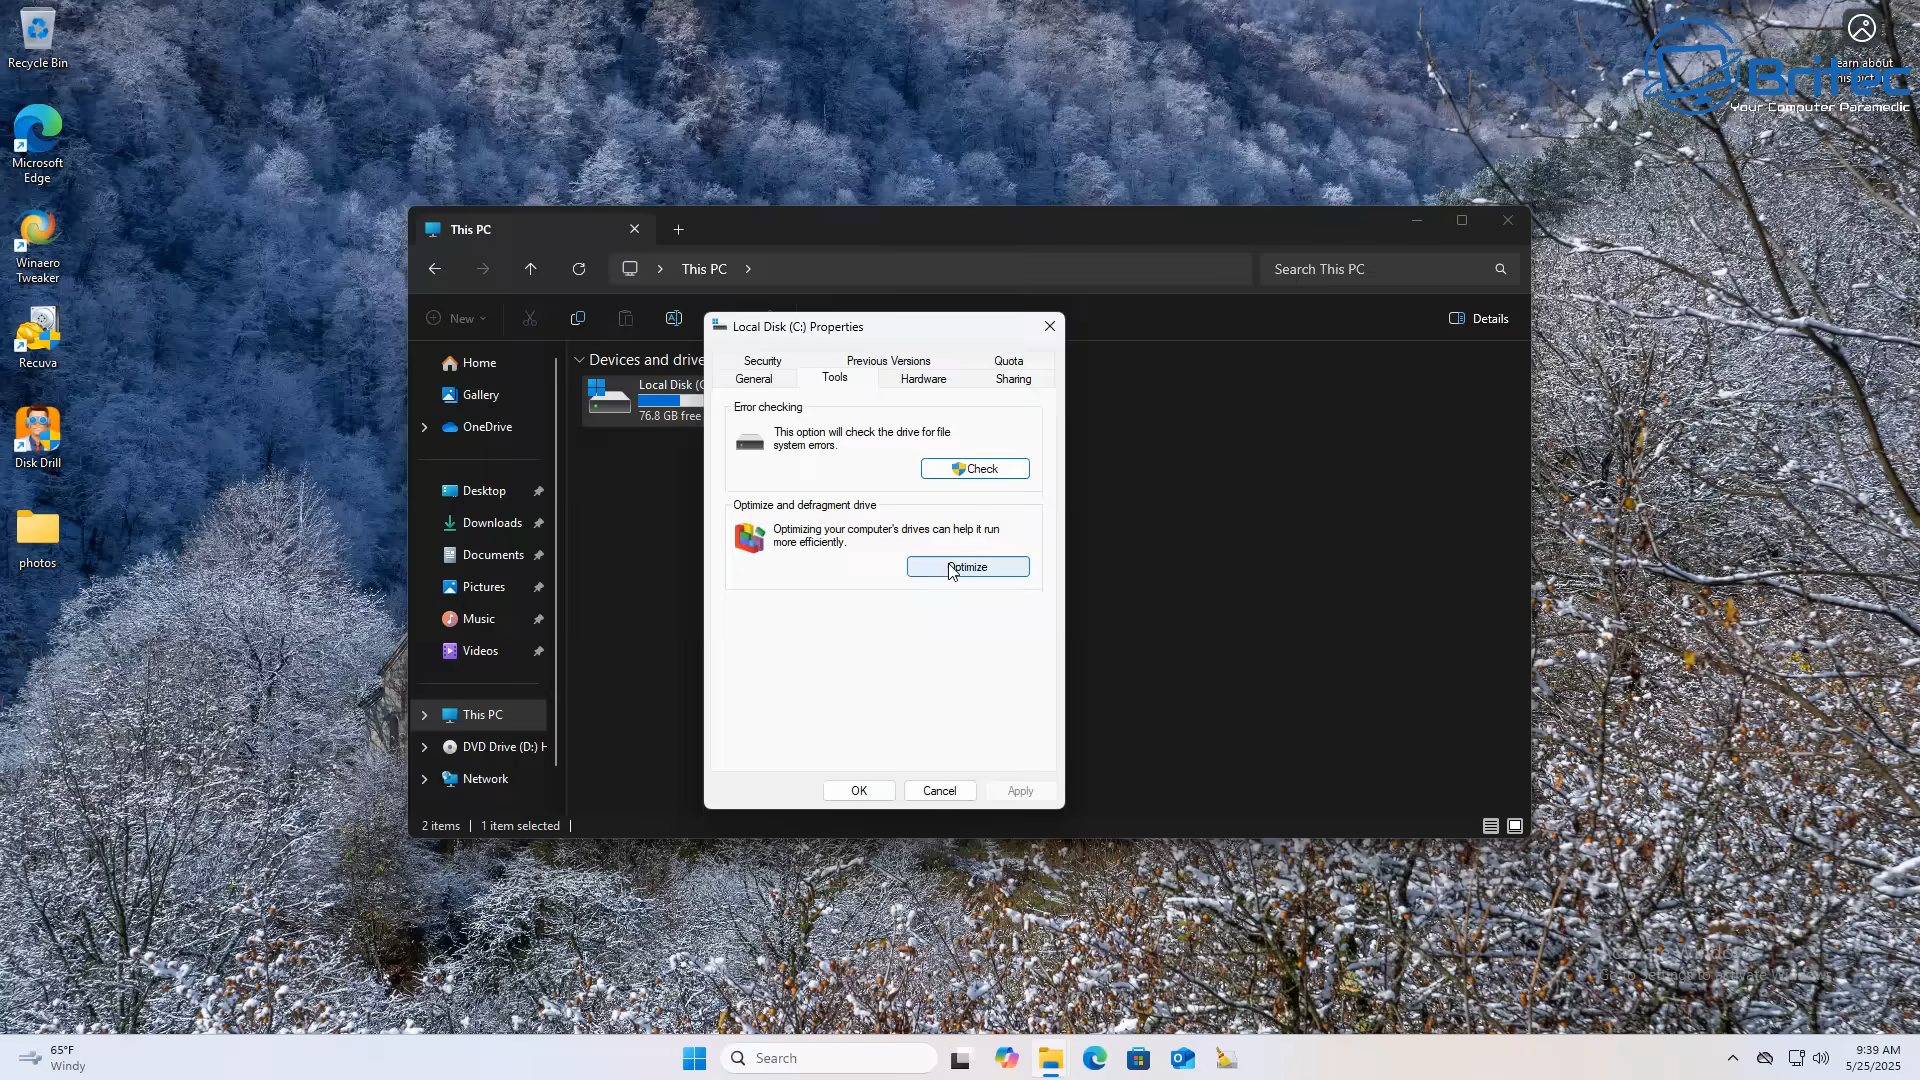 Recycle Bin
Microsoft
Edge
Winaero
Tweaker
Recuva
Disk Drill
photos
Britec
Your Computer Paramedic
This PC
This PC
Search This PC
New
Details
Home
Gallery
OneDrive
Desktop
Downloads
Documents
Pictures
Music
Videos
This PC
DVD Drive (D:) H
Network
Devices and drive
Local Disk (C
76.8 GB free
2 items
1 item selected
Local Disk (C:) Properties
Security
Previous Versions
Quota
General
Tools
Hardware
Sharing
Error checking
This option will check the drive for file
system errors.
Check
Optimize and defragment drive
Optimizing your computer's drives can help it run
more efficiently.
Optimize
OK
Cancel
Apply
65°F
Windy
Search
9:39 AM
5/25/2025